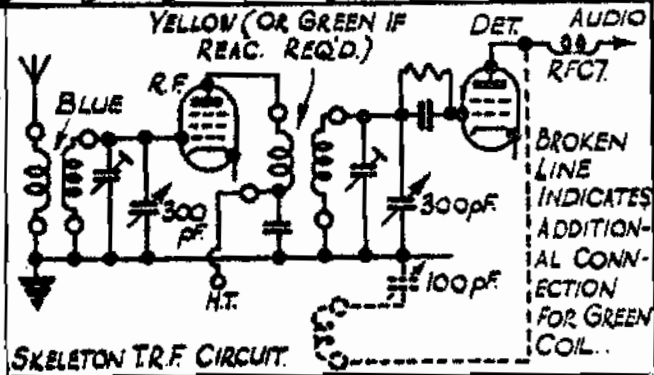 YELLOW (OR GREEN IF
REAC. REQ'D.)
DET.
AUDIO
RFC7.
R.F.
BLUE
300
pF.
300pF.
H.T.
100pF.
BROKEN
LINE
INDICATES
ADDITION-
AL CONN-
ECTION
FOR GREEN
COIL..
SKELETON T.R.F. CIRCUIT.